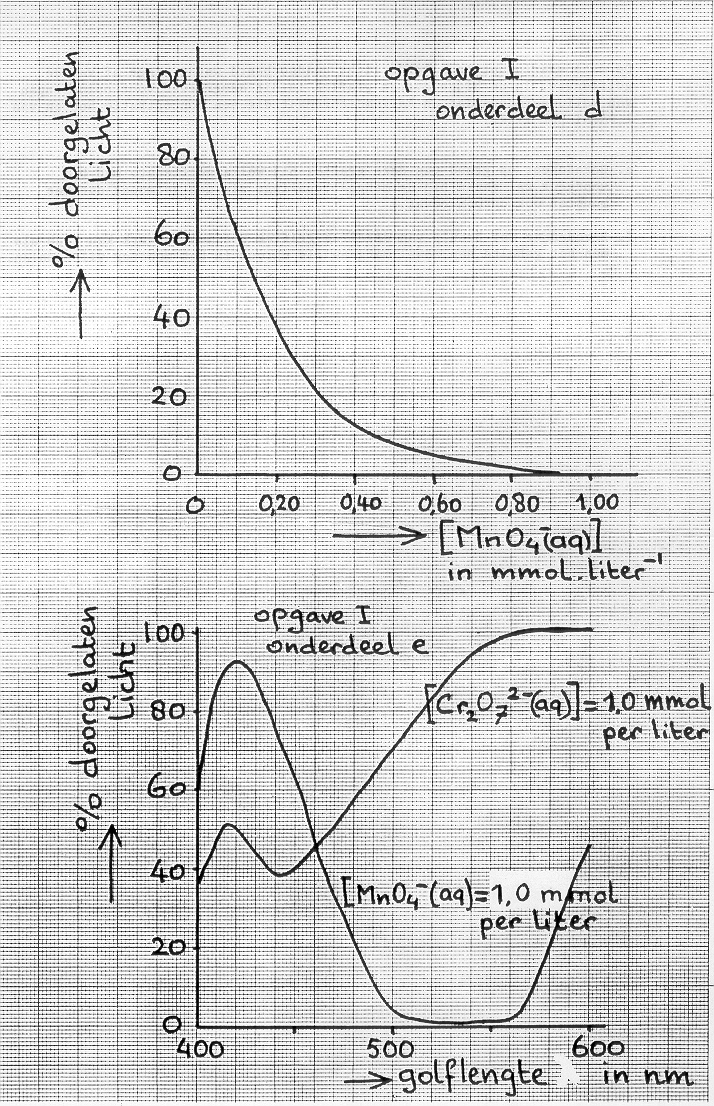 opgave I
onderdeel d
% doorgelaten
Licht
100
80
60
40
20
0
0 0,20 0,40 0,60 0,80 1,00
[MnO₄⁻(aq)]
in mmol.liter⁻¹
opgave I
onderdeel e
% doorgelaten
Licht
100
80
60
40
20
0
[Cr₂O₇²⁻(aq)]=1.0 mmol
per liter
[MnO₄⁻(aq)=1,0 mmol
per liter
400 500 600
golflengte in nm